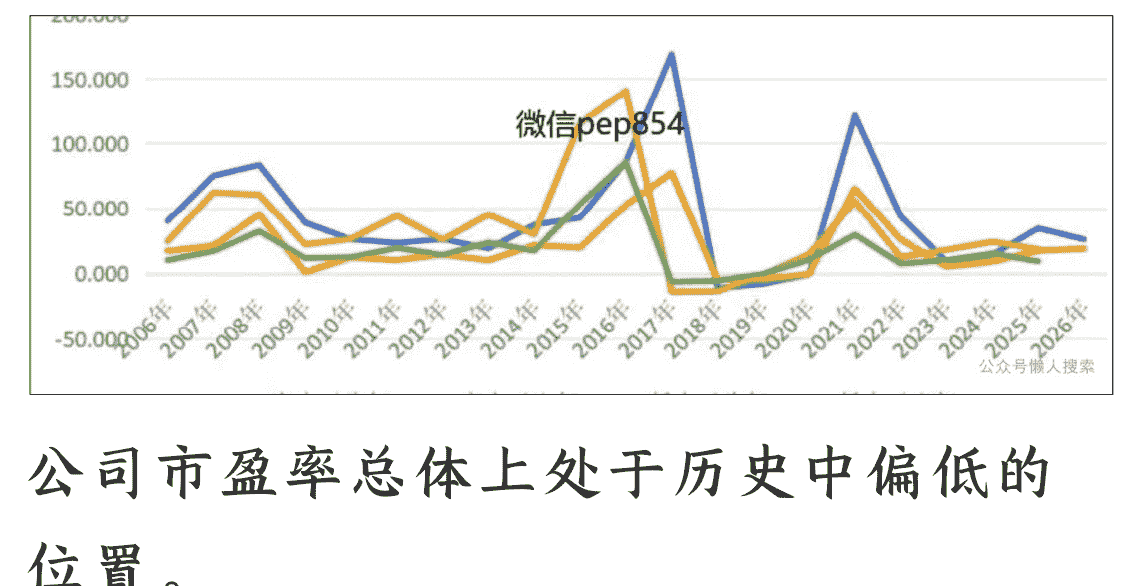 200.000
150.000
100.000
50.000
0.000
-50.000
微信pep854
2006年
2007年
2008年
2009年
2010年
2011年
2012年
2013年
2014年
2015年
2016年
2017年
2018年
2019年
2020年
2021年
2022年
2023年
2024年
2025年
2026年
公众号懒人搜索
公司市盈率总体上处于历史中偏低的
位置。